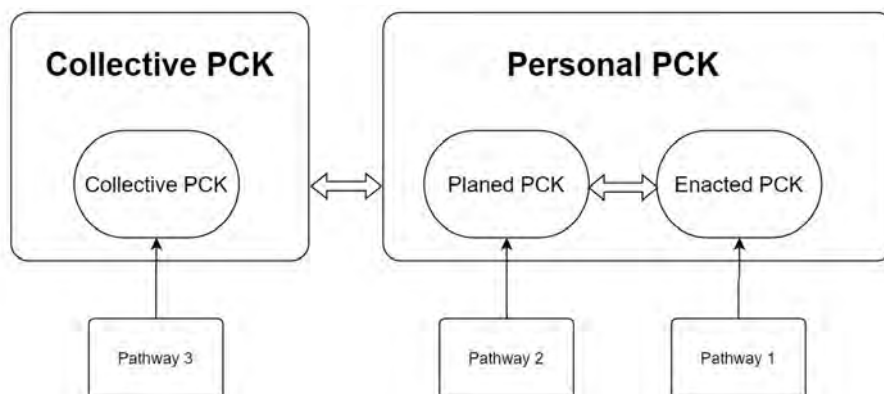 Collective PCK
Personal PCK
Collective PCK
Planed PCK
Enacted PCK
Pathway 3
Pathway 2
Pathway 1